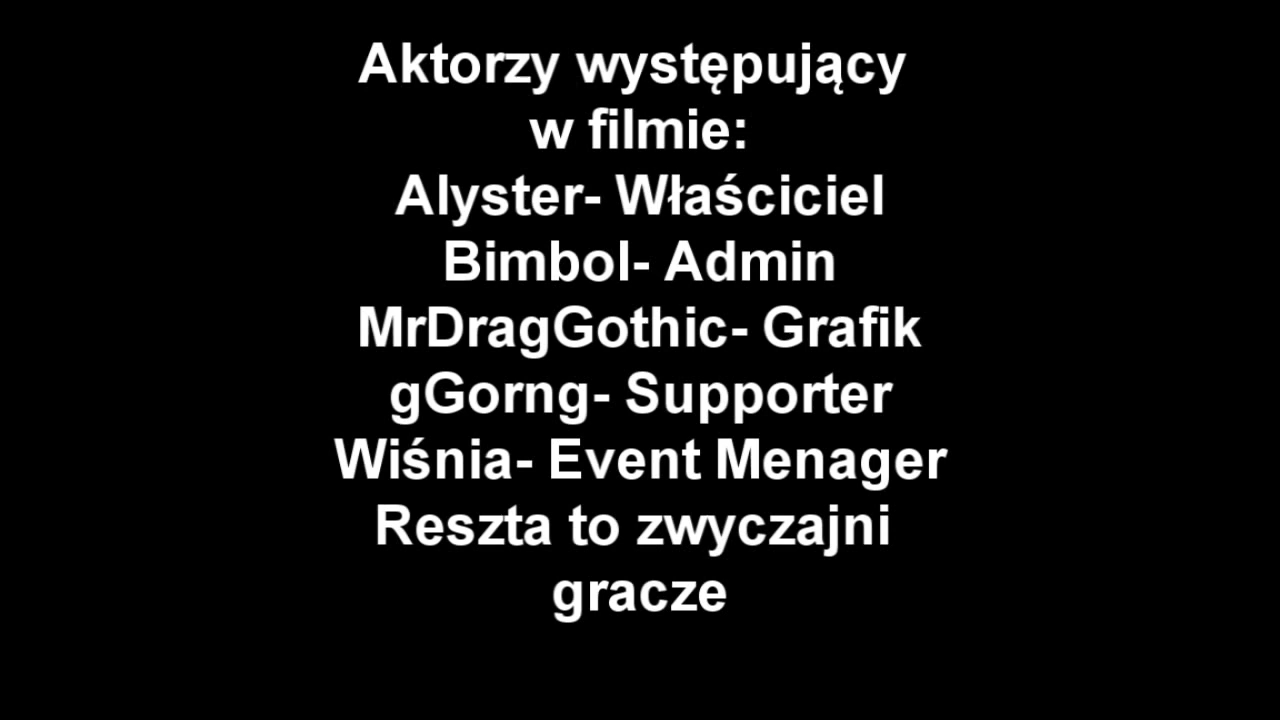 Aktorzy występujący
w filmie:
Alyster- Właściciel
Bimbol- Admin
MrDragGothic- Grafik
gGorng- Supporter
Wiśnia- Event Menager
Reszta to zwyczajni
gracze